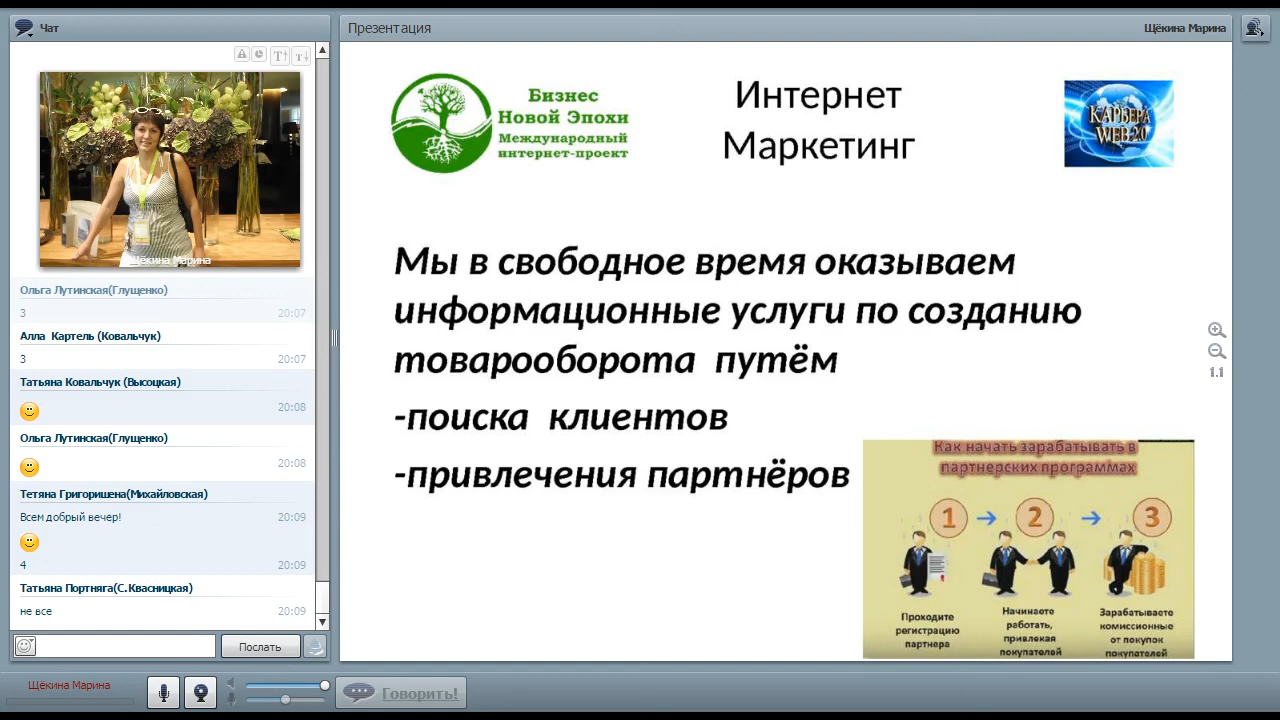 Чат
Щёкина Марина
Ольга Лутинская(Глущенко)
3 20:07
Алла Картель (Ковальчук)
3 20:07
Татьяна Ковальчук (Высоцкая)
20:08
Ольга Лутинская(Глущенко)
20:08
Тетяна Григоришена(Михайловская)
Всем добрый вечер! 20:09
4 20:09
Татьяна Портняга(С.Квасницкая)
не все 20:09
Послать
Щёкина Марина
Говорить!
Презентация
Щёкина Марина
Бизнес
Новой Эпохи
Международный
интернет-проект
Интернет
Маркетинг
КАРЬЕРА
WEB 2.0
Мы в свободное время оказываем
информационные услуги по созданию
товарооборота путём
-поиска клиентов
-привлечения партнёров
Как начать зарабатывать в
партнерских программах
1 2 3
Проходите
регистрацию
партнера
Начинаете
работать,
привлекая
покупателей
Зарабатываете
комиссионные
от покупок
покупателей
1.1